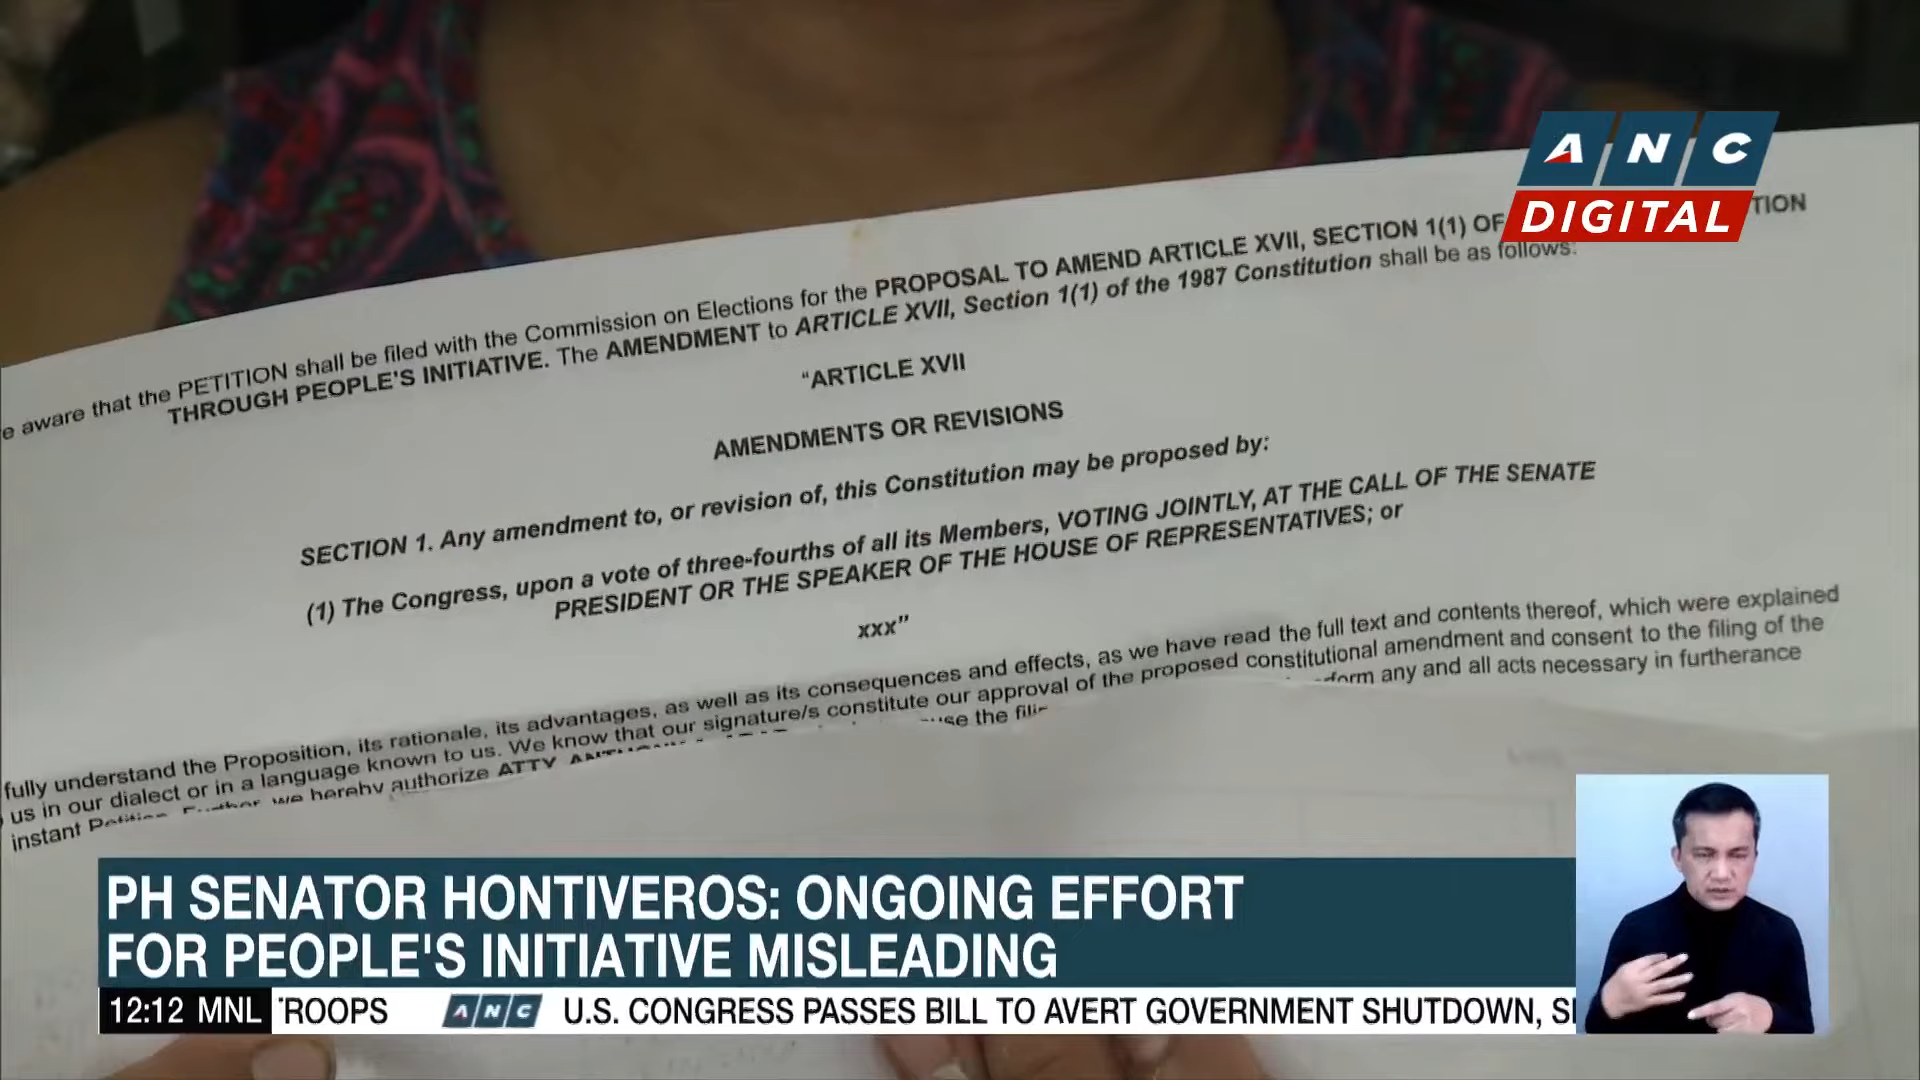 ANC
DIGITAL
e aware that the PETITION shall be filed with the Commission on Elections for the PROPOSAL TO AMEND ARTICLE XVII, SECTION 1(1) OF TION
THROUGH PEOPLE'S INITIATIVE. The AMENDMENT to ARTICLE XVII, Section 1(1) of the 1987 Constitution shall be as follows:
“ARTICLE XVII
AMENDMENTS OR REVISIONS
SECTION 1. Any amendment to, or revision of, this Constitution may be proposed by:
(1) The Congress, upon a vote of three-fourths of all its Members, VOTING JOINTLY, AT THE CALL OF THE SENATE
PRESIDENT OR THE SPEAKER OF THE HOUSE OF REPRESENTATIVES; or
xxx”
fully understand the Proposition, its rationale, its advantages, as well as its consequences and effects, as we have read the full text and contents thereof, which were explained
us in our dialect or in a language known to us. We know that our signature/s constitute our approval of the proposed constitutional amendment and consent to the filing of the
instant Petition. Further, we hereby authorize ATTY. use the form any and all acts necessary in furtherance
PH SENATOR HONTIVEROS: ONGOING EFFORT
FOR PEOPLE'S INITIATIVE MISLEADING
12:12 MNL TROOPS ANC U.S. CONGRESS PASSES BILL TO AVERT GOVERNMENT SHUTDOWN,